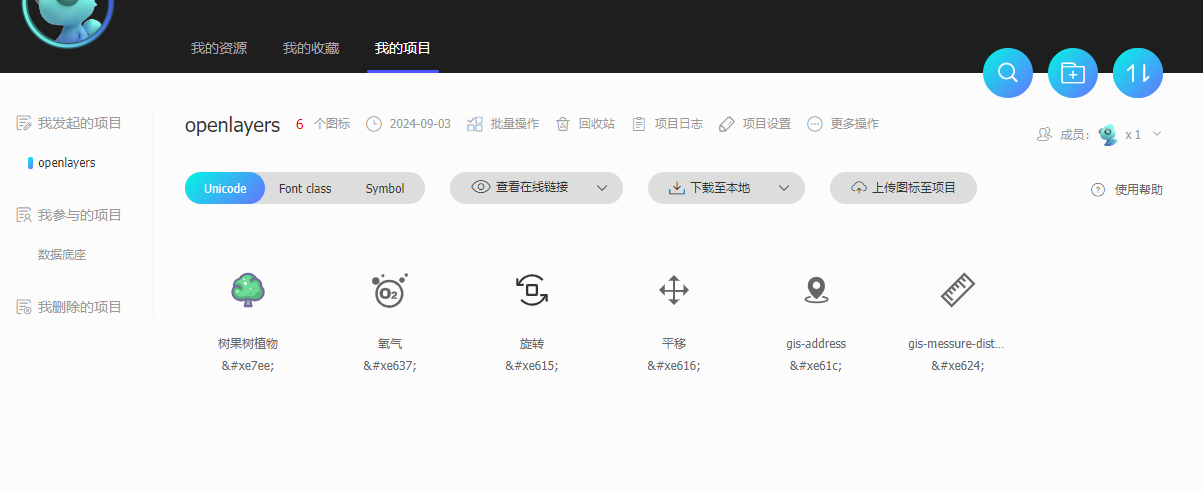 我的资源 我的收藏 我的项目
我发起的项目
openlayers
我参与的项目
数据底座
我删除的项目
openlayers 6 个图标 2024-09-03 批量操作 回收站 项目日志 项目设置 更多操作
成员: x 1
Unicode Font class Symbol 查看在线链接 下载至本地 上传图标至项目 使用帮助
O2
树果树植物 氧气 旋转 平移 gis-address gis-messure-dist...
&#xe7ee; &#xe637; &#xe615; &#xe616; &#xe61c; &#xe624;